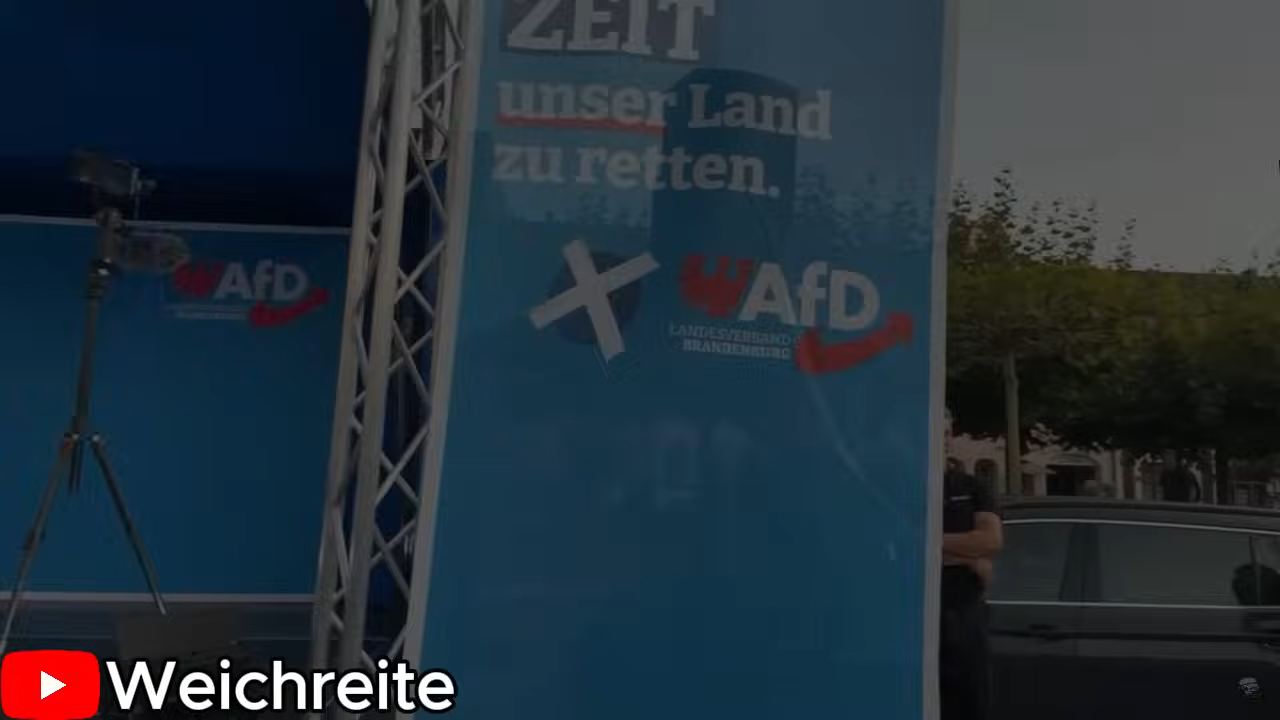 ZEIT
unser Land
zu retten.
AfD
LANDESVERBAND
BRANDENBURG
AfD
Weichreite